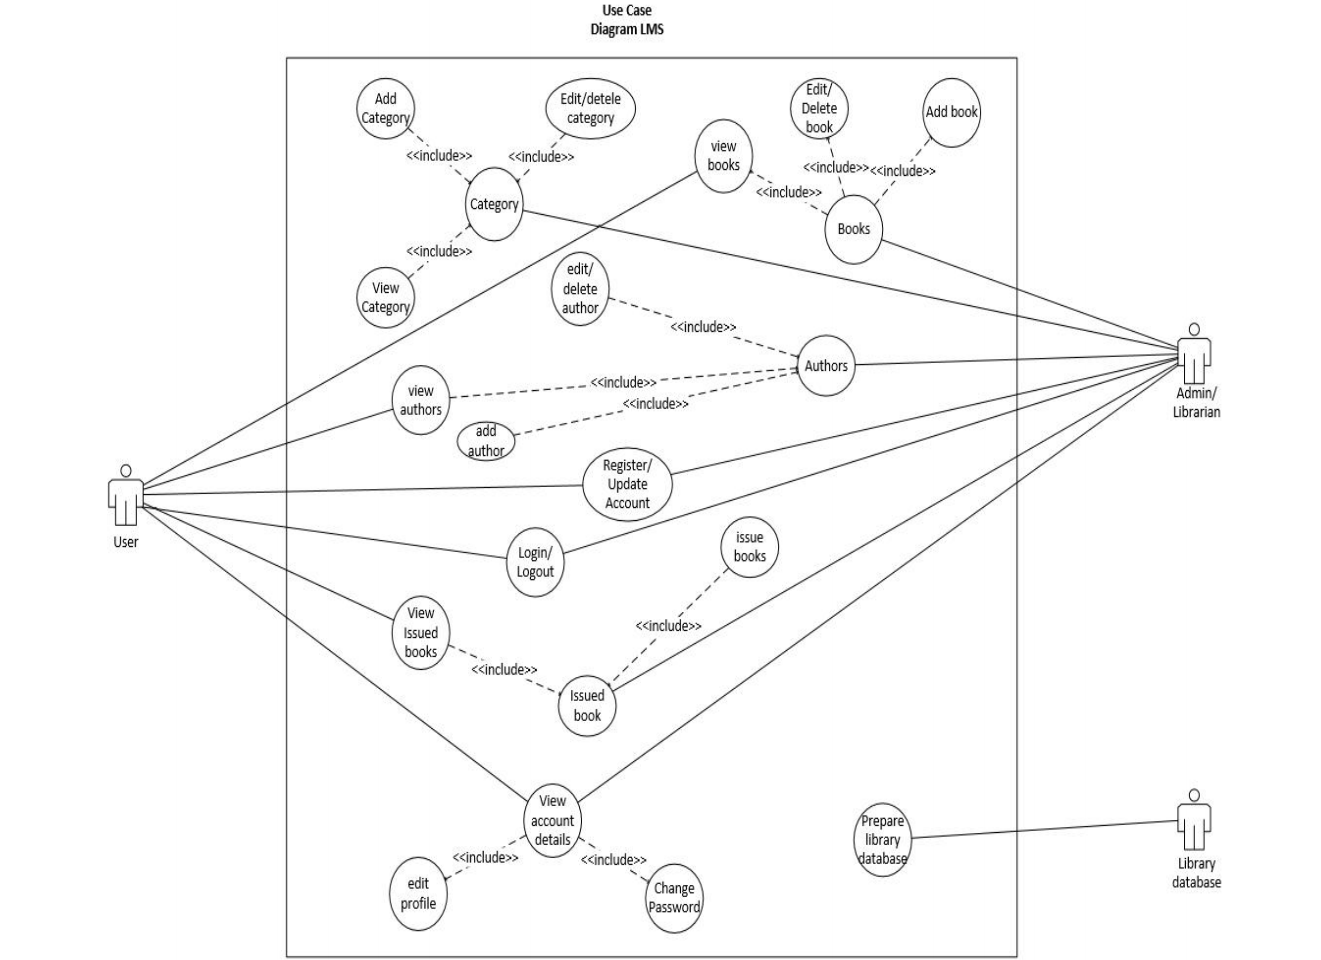 Use Case
Diagram LMS
Add
Category
Edit/detele
category
<<include>>
<<include>>
Category
<<include>>
View
Category
view
books
Edit/
Delete
book
Add book
<<include>>
<<include>>
<<include>>
Books
edit/
delete
author
<<include>>
Authors
view
authors
<<include>>
<<include>>
add
author
Admin/
Librarian
Register/
Update
Account
User
Login/
Logout
issue
books
View
Issued
books
<<include>>
<<include>>
Issued
book
View
account
details
<<include>>
<<include>>
edit
profile
Change
Password
Prepare
library
database
Library
database